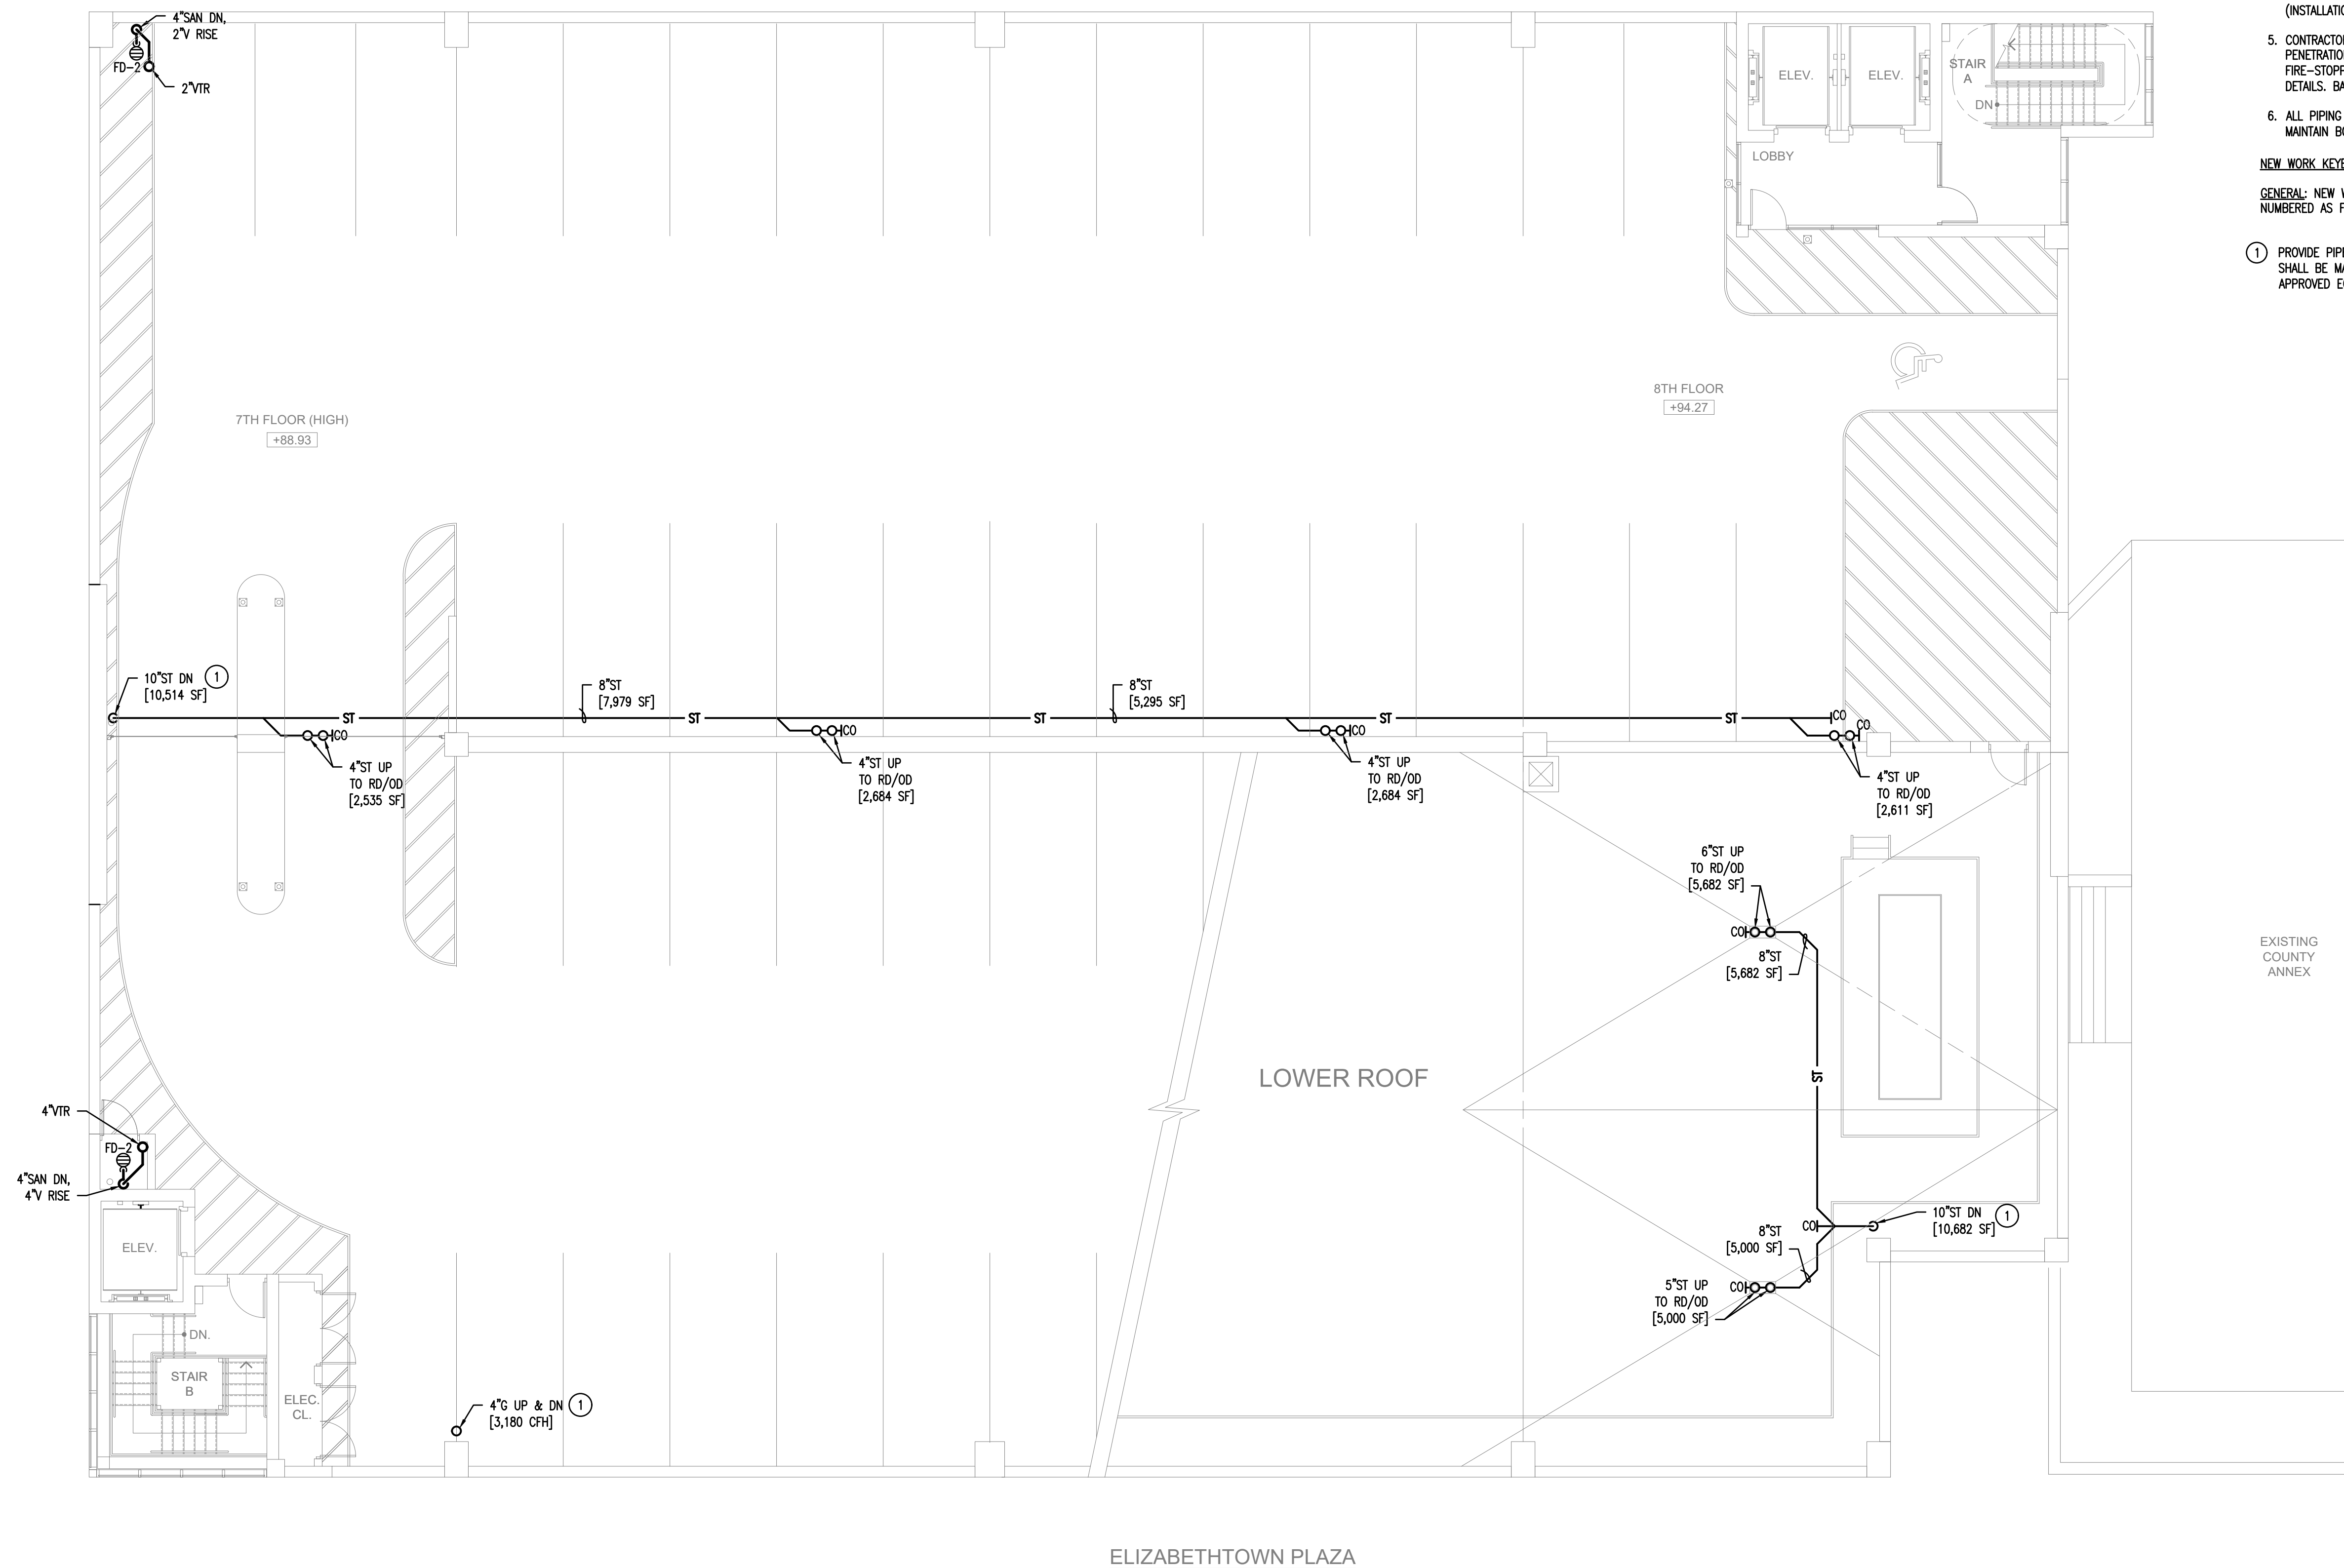 4"SAN DN,
2"V RISE
FD-2
2"VTR
ELEV.
ELEV.
STAIR
A
DN
LOBBY
(INSTALLATIO
5. CONTRACTOR
PENETRATION
FIRE-STOPP
DETAILS. BA
6. ALL PIPING
MAINTAIN BO
NEW WORK KEYE
GENERAL: NEW W
NUMBERED AS F
1 PROVIDE PIPE
SHALL BE MA
APPROVED EQ
7TH FLOOR (HIGH)
+88.93
8TH FLOOR
+94.27
10"ST DN 1
[10,514 SF]
8"ST
[7,979 SF]
8"ST
[5,295 SF]
ST
ST
ST
ST
ST
CO
CO
CO
CO
CO
4"ST UP
TO RD/OD
[2,535 SF]
4"ST UP
TO RD/OD
[2,684 SF]
4"ST UP
TO RD/OD
[2,684 SF]
4"ST UP
TO RD/OD
[2,611 SF]
6"ST UP
TO RD/OD
[5,682 SF]
CO
8"ST
[5,682 SF]
EXISTING
COUNTY
ANNEX
LOWER ROOF
ST
4"VTR
FD-2
4"SAN DN,
4"V RISE
ELEV.
10"ST DN 1
[10,682 SF]
CO
8"ST
[5,000 SF]
5"ST UP
TO RD/OD
[5,000 SF]
CO
DN.
STAIR
B
ELEC.
CL.
4"G UP & DN 1
[3,180 CFH]
ELIZABETHTOWN PLAZA